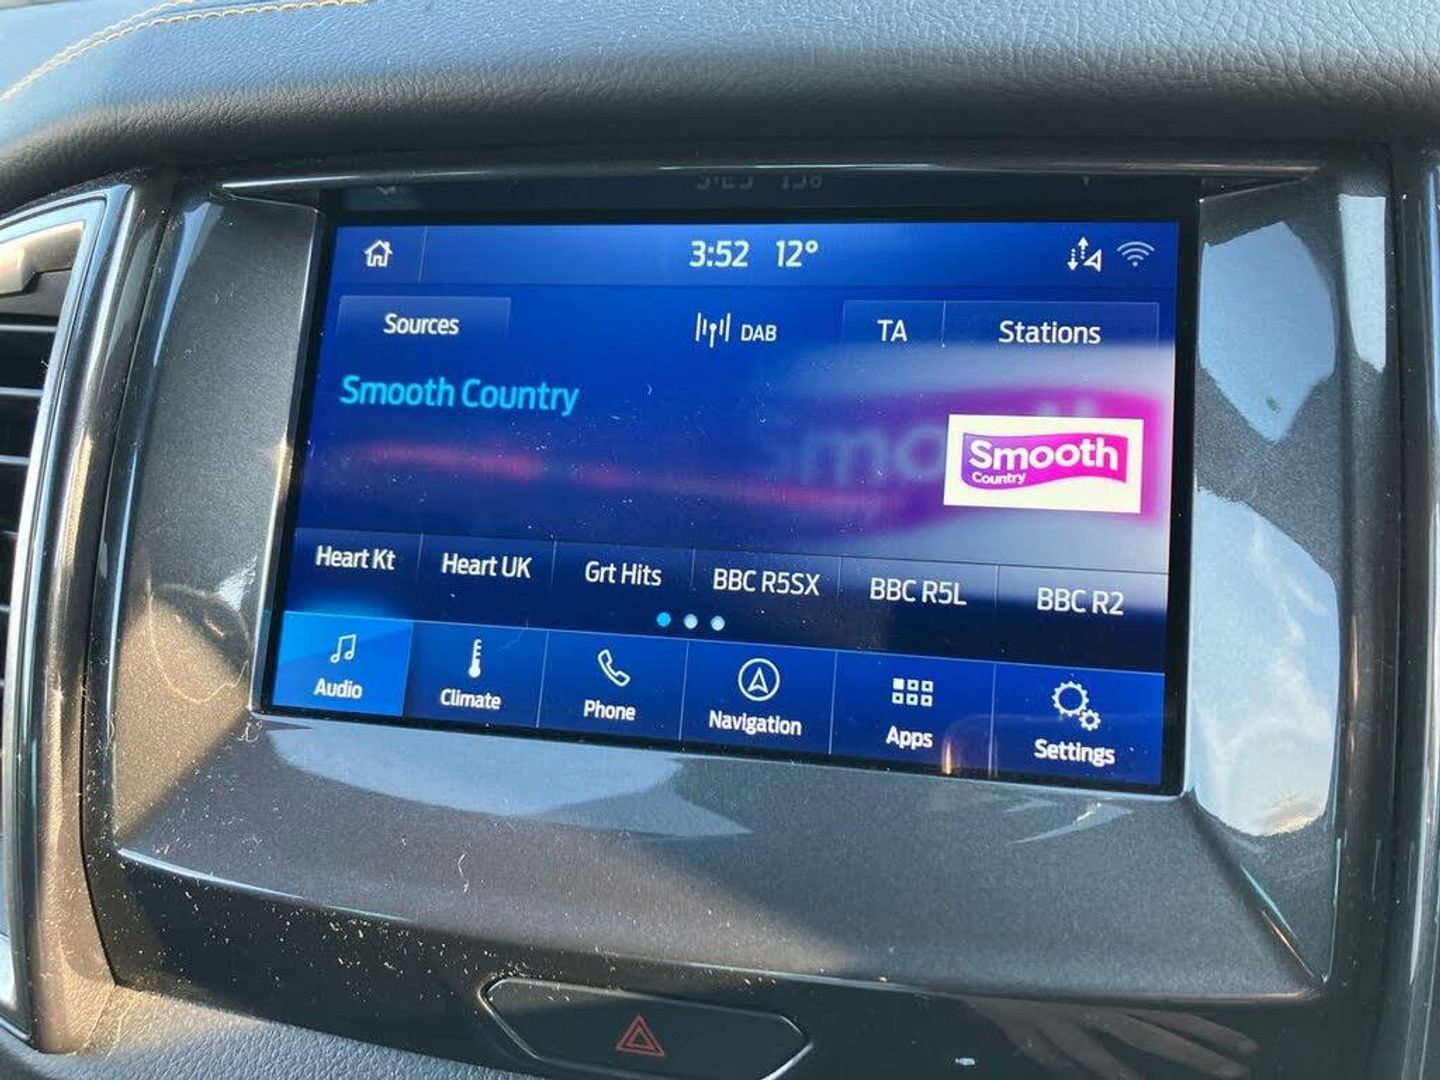 3:52 12°
Sources
DAB
TA
Stations
Smooth Country
Smooth
Country
Heart Kt
Heart UK
Grt Hits
BBC R5SX
BBC R5L
BBC R2
Audio
Climate
Phone
Navigation
Apps
Settings